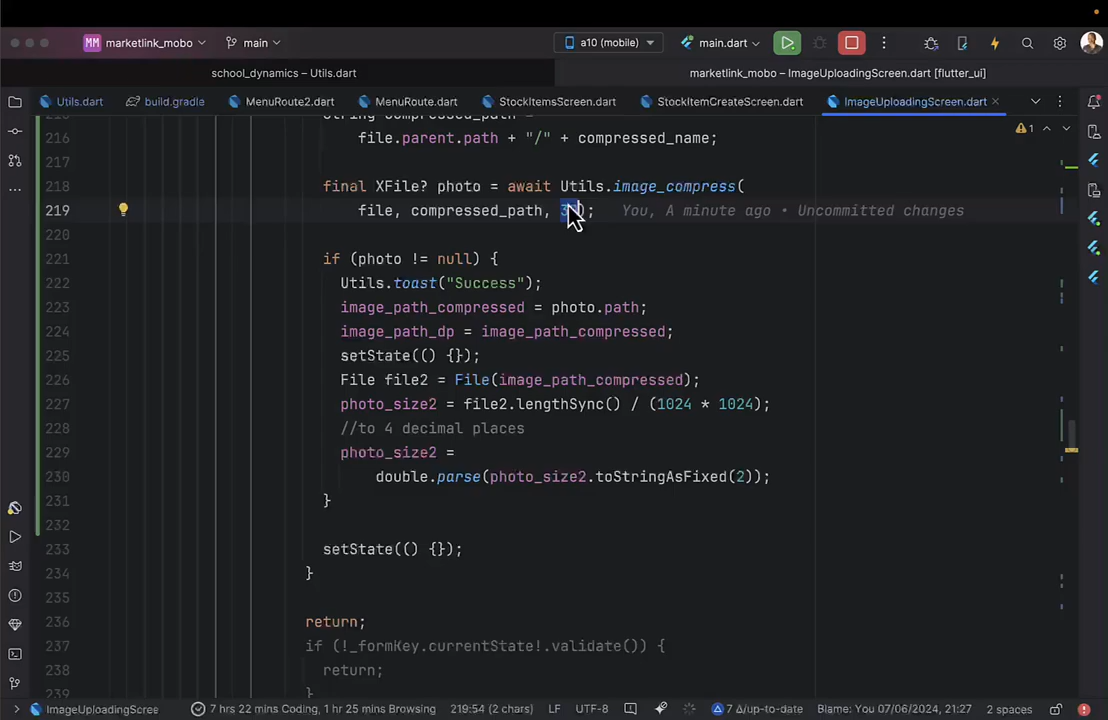 MM marketlink_mobo main a10 (mobile) main.dart
school_dynamics – Utils.dart marketlink_mobo – ImageUploadingScreen.dart [flutter_ui]
Utils.dart build.gradle MenuRoute2.dart MenuRoute.dart StockItemsScreen.dart StockItemCreateScreen.dart ImageUploadingScreen.dart
1
216 file.parent.path + "/" + compressed_name;
217
218 final XFile? photo = await Utils.image_compress(
219 file, compressed_path, You, A minute ago • Uncommitted changes
220
221 if (photo != null) {
222 Utils.toast("Success");
223 image_path_compressed = photo.path;
224 image_path_dp = image_path_compressed;
225 setState(() {});
226 File file2 = File(image_path_compressed);
227 photo_size2 = file2.lengthSync() / (1024 * 1024);
228 //to 4 decimal places
229 photo_size2 =
230 double.parse(photo_size2.toStringAsFixed(2));
231 }
232
233 setState(() {});
234 }
235
236 return;
237 if (!_formKey.currentState!.validate()) {
238 return;
239 }
ImageUploadingScree 7 hrs 22 mins Coding, 1 hr 25 mins Browsing 219:54 (2 chars) LF UTF-8 7 Δ/up-to-date Blame: You 07/06/2024, 21:27 2 spaces